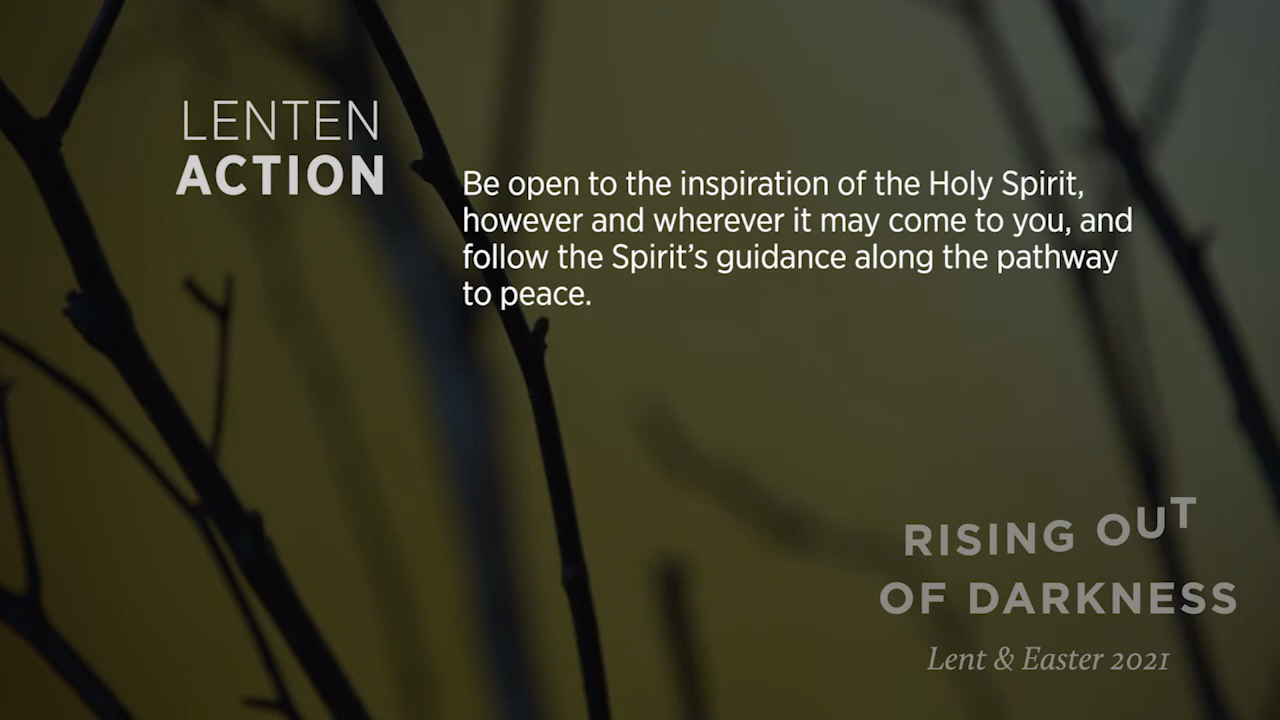 LENTEN
ACTION
Be open to the inspiration of the Holy Spirit,
however and wherever it may come to you, and
follow the Spirit’s guidance along the pathway
to peace.
RISING OUT
OF DARKNESS
Lent & Easter 2021